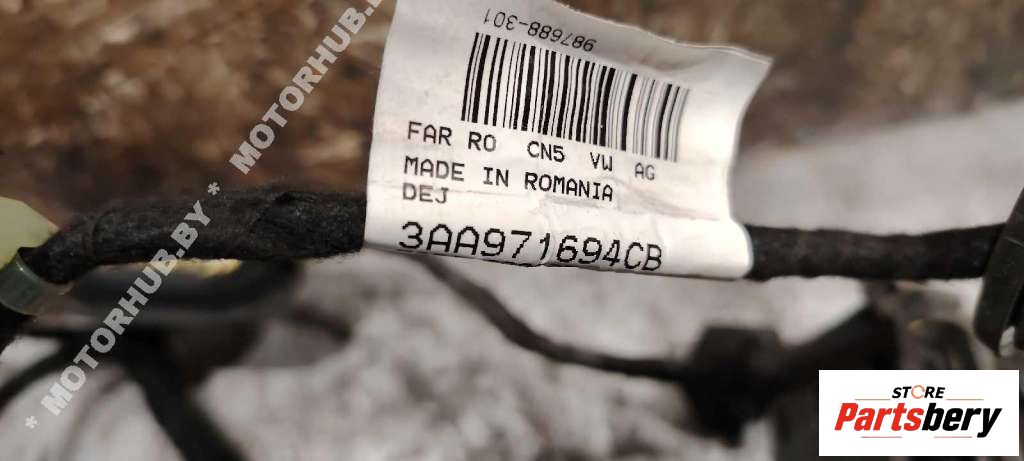 987688-301
FAR RO CN5 VW AG
MADE IN ROMANIA
DEJ
3AA971694CB
* MOTORHUB.BY * MOTORHUB.BY
STORE
Partsbery